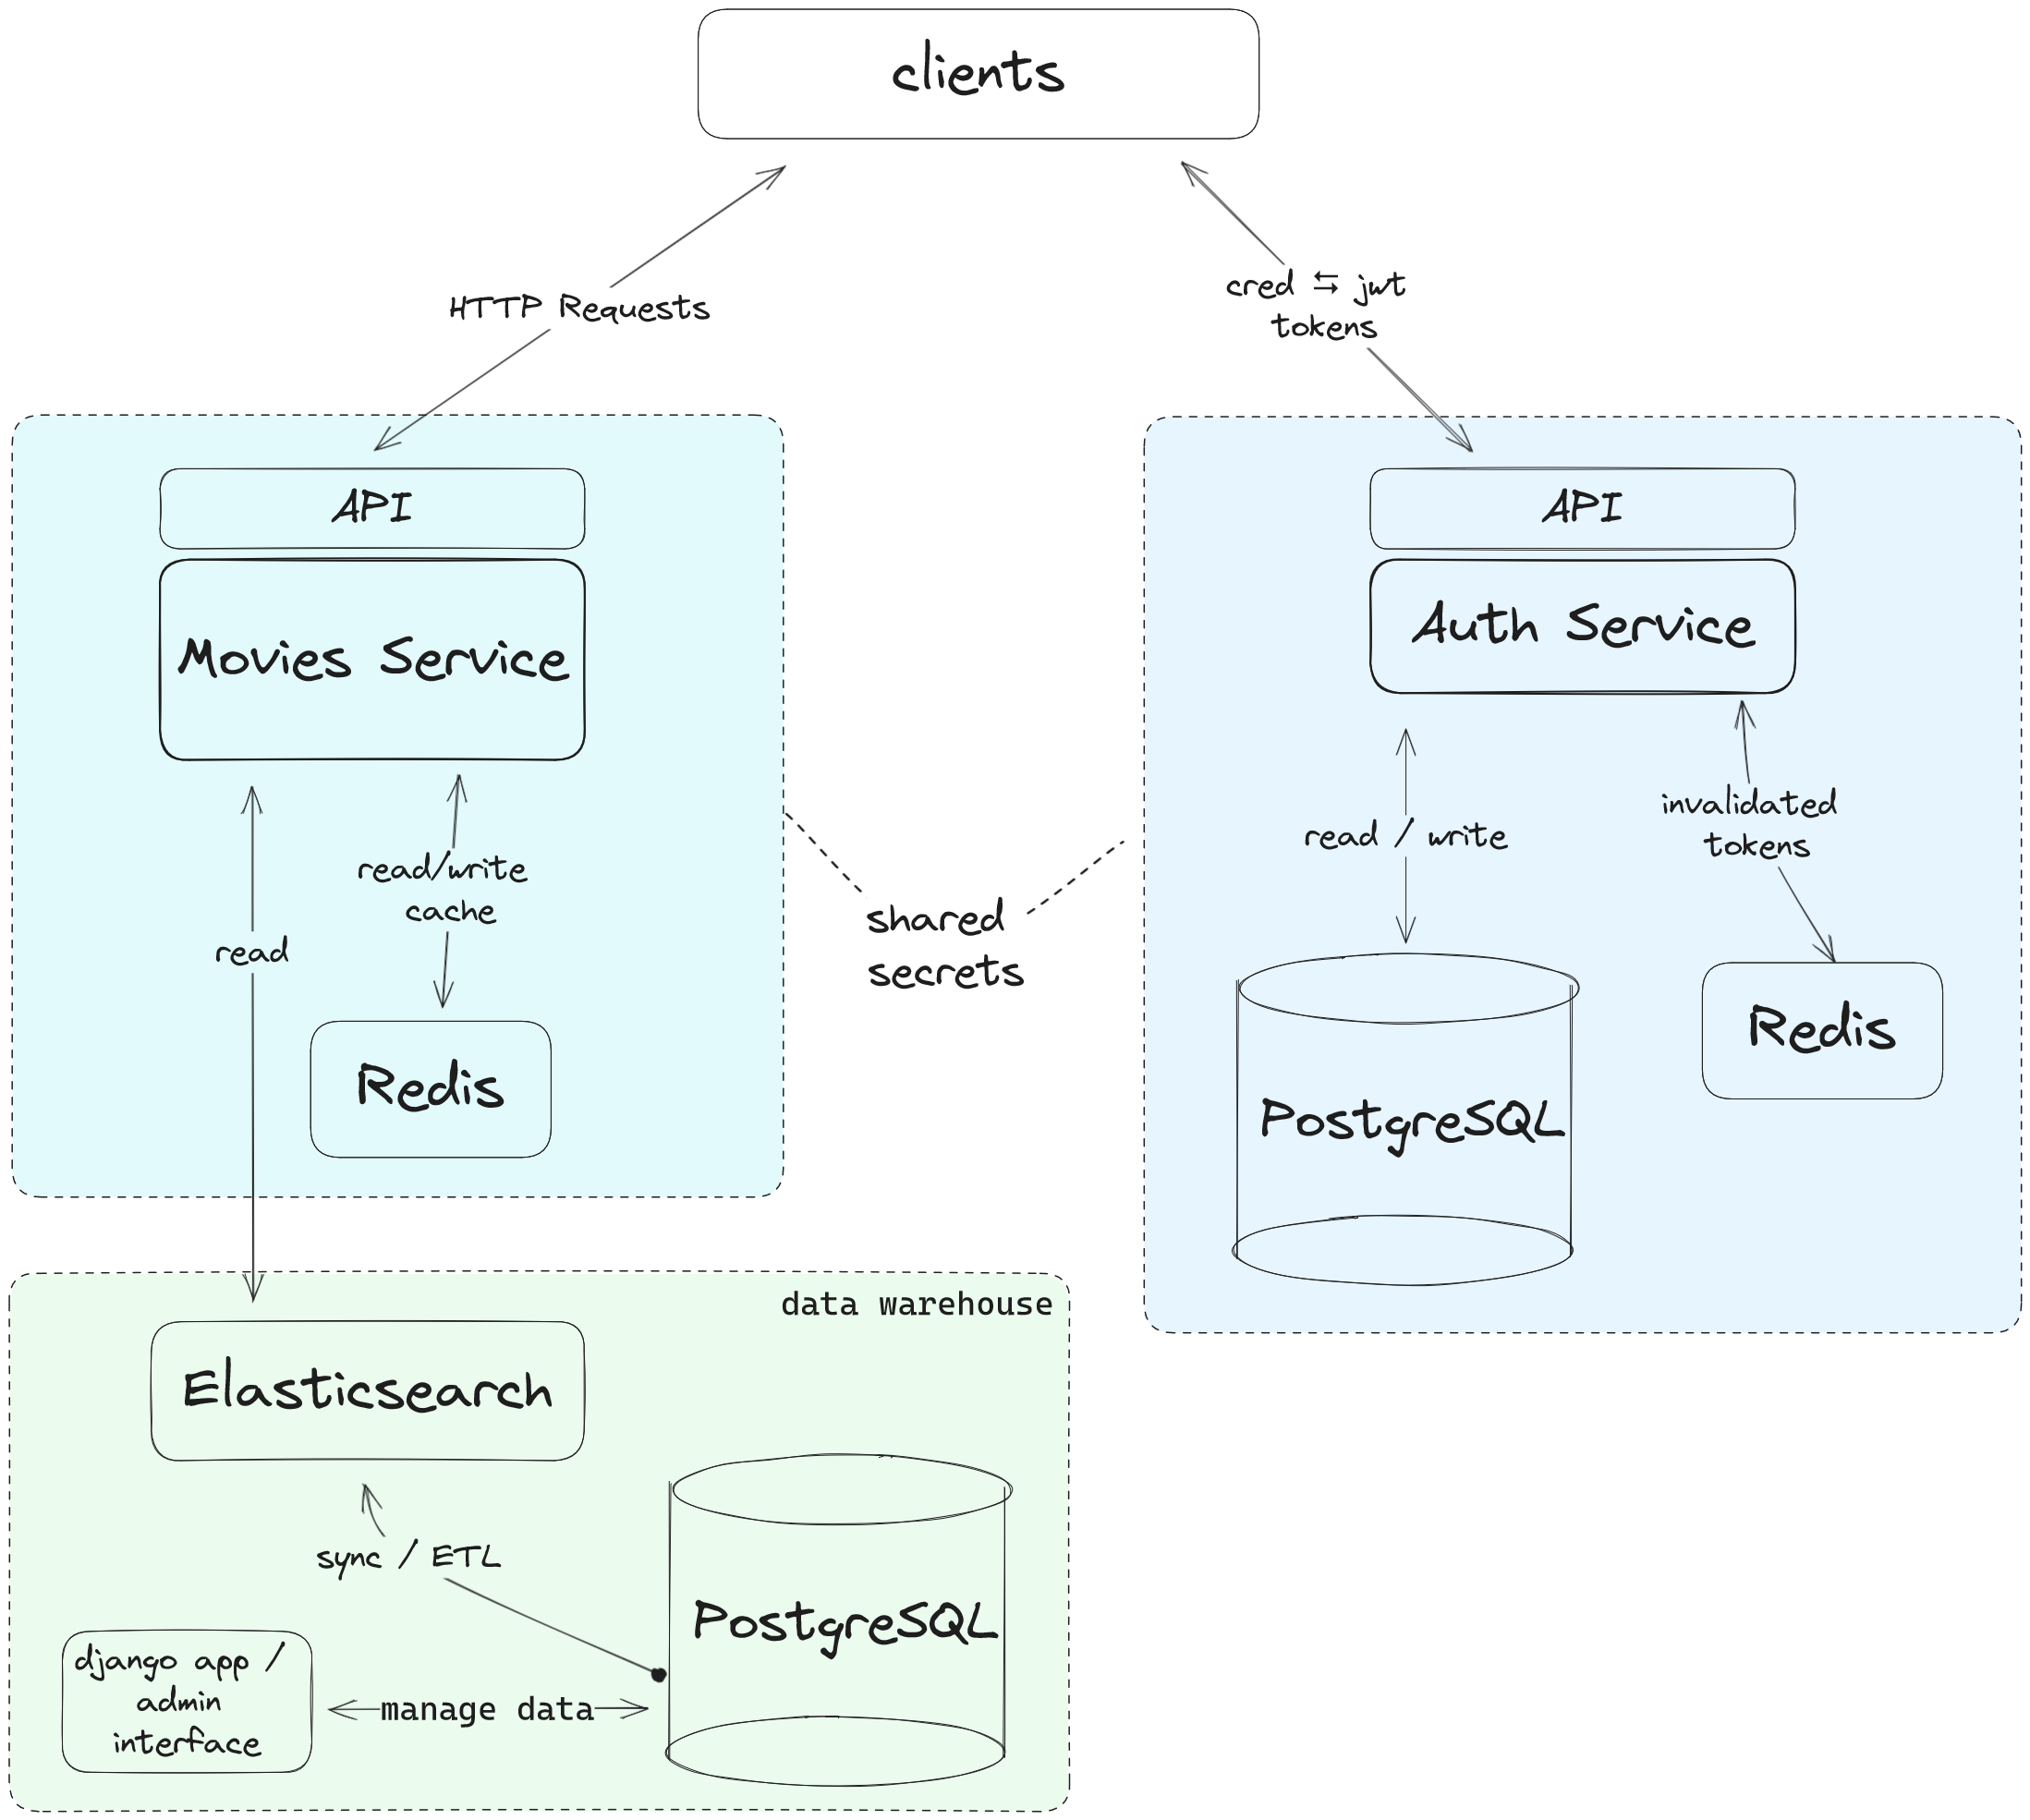 clients
HTTP Requests
cred ⇆ jwt
tokens
API
Movies Service
read/write
cache
read
Redis
shared
secrets
API
Auth Service
read / write
invalidated
tokens
PostgreSQL
Redis
data warehouse
Elasticsearch
sync / ETL
PostgreSQL
django app /
admin
interface
manage data